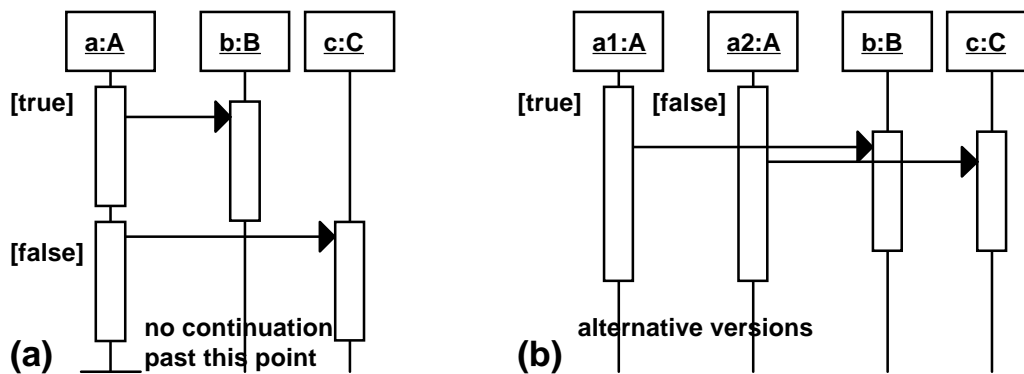 a:A
b:B
c:C
[true]
[false]
no continuation
past this point
(a)
a1:A
a2:A
b:B
c:C
[true]
[false]
alternative versions
(b)